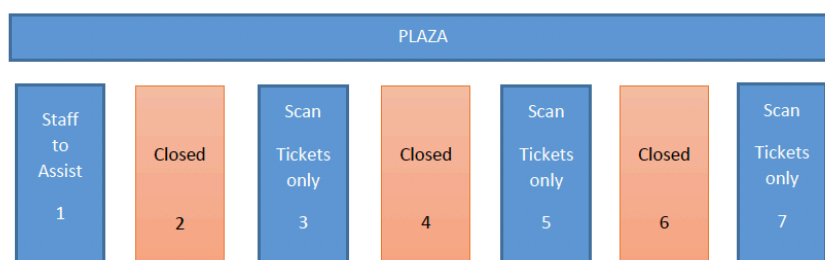 PLAZA
Staff
to
Assist
1
Closed
2
Scan
Tickets
only
3
Closed
4
Scan
Tickets
only
5
Closed
6
Scan
Tickets
only
7